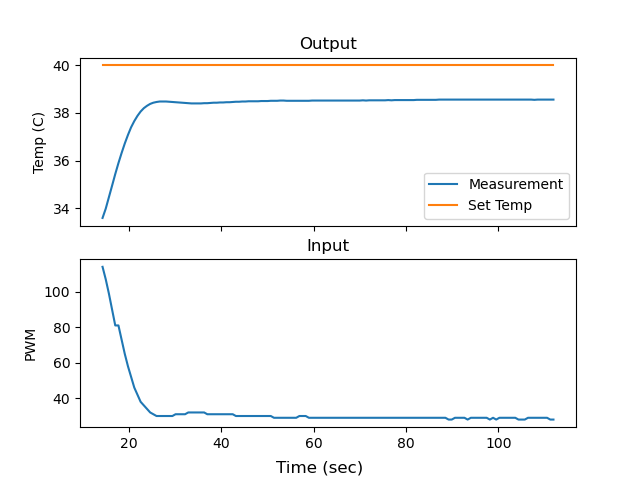 Output
40
38
36
34
Temp (C)
Measurement
Set Temp
Input
100
80
60
40
PWM
20 40 60 80 100
Time (sec)